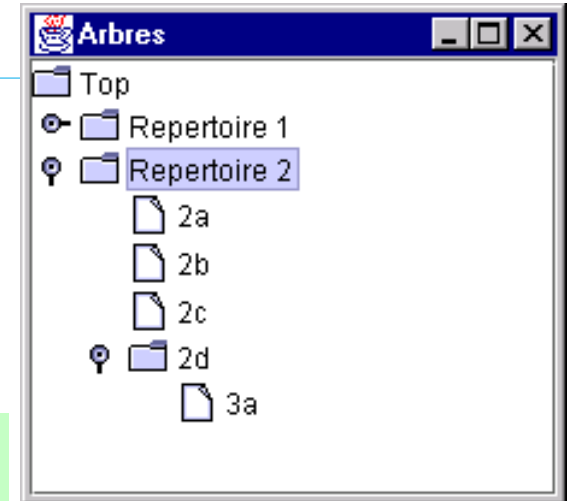 Arbres
Top
Repertoire 1
Repertoire 2
2a
2b
2c
2d
3a